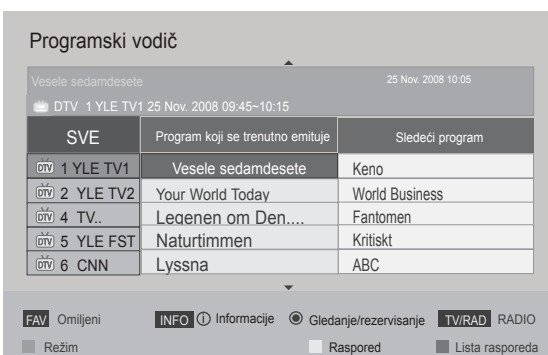 Programski vodič
Vesele sedamdesete 25 Nov. 2008 10:05
DTV 1 YLE TV1 25 Nov. 2008 09:45~10:15
SVE Program koji se trenutno emituje Sledeći program
DTV 1 YLE TV1 Vesele sedamdesete Keno
DTV 2 YLE TV2 Your World Today World Business
DTV 4 TV.. Legenen om Den.... Fantomen
DTV 5 YLE FST Naturtimmen Kritiskt
DTV 6 CNN Lyssna ABC
FAV Omiljeni INFO i Informacije Gledanje/rezervisanje TV/RAD RADIO
Režim Raspored Lista rasporeda